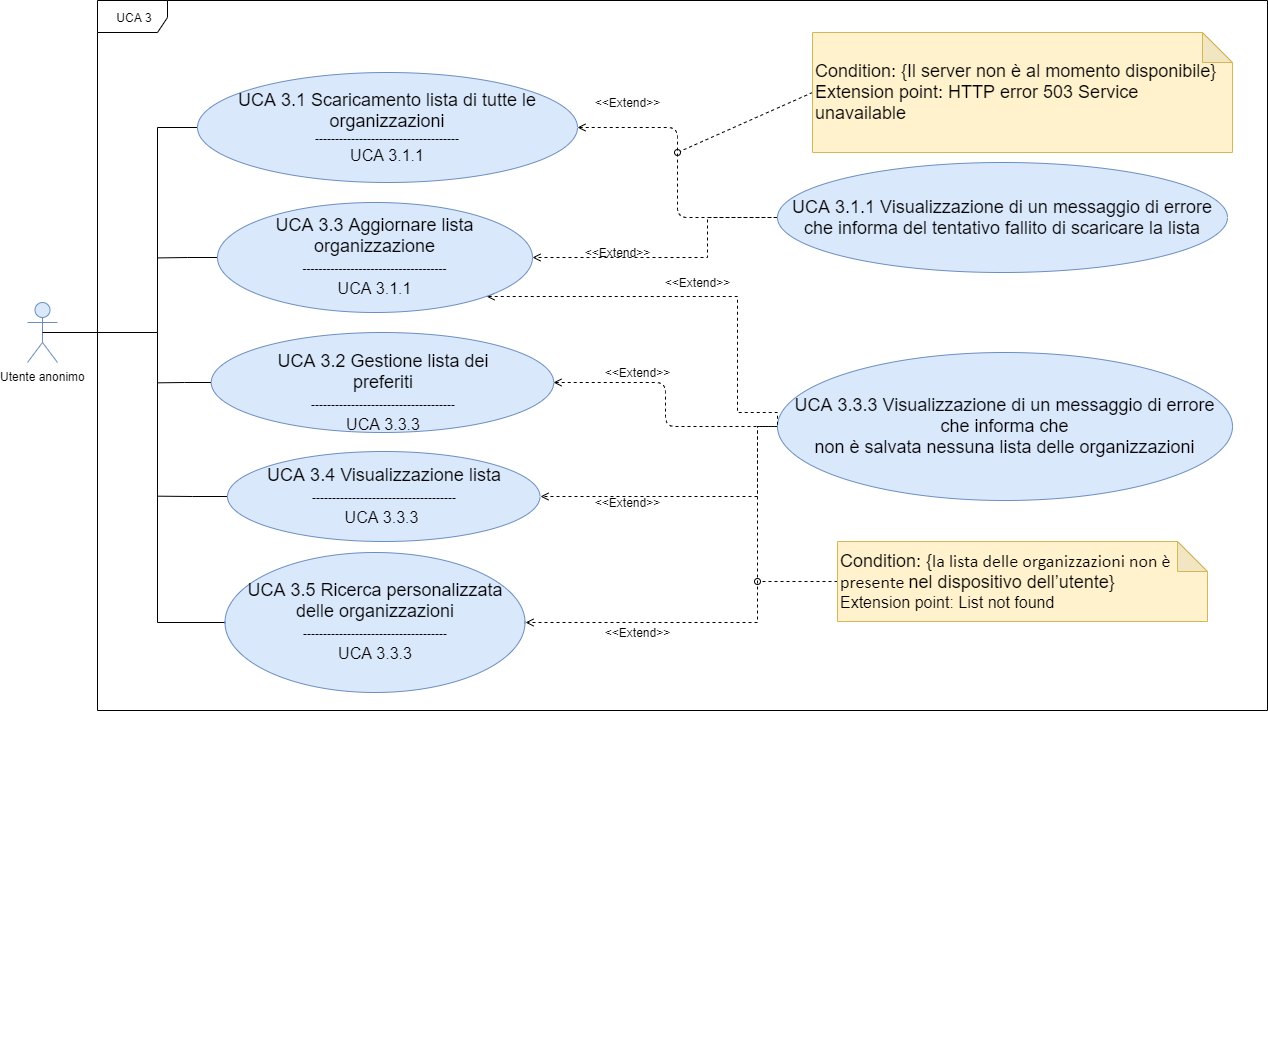 UCA 3
Condition: {Il server non è al momento disponibile}
Extension point: HTTP error 503 Service
unavailable
UCA 3.1 Scaricamento lista di tutte le
organizzazioni
------------------------------------
UCA 3.1.1
<<Extend>>
UCA 3.1.1 Visualizzazione di un messaggio di errore
che informa del tentativo fallito di scaricare la lista
UCA 3.3 Aggiornare lista
organizzazione
------------------------------------
UCA 3.1.1
<<Extend>>
<<Extend>>
Utente anonimo
UCA 3.2 Gestione lista dei
preferiti
------------------------------------
UCA 3.3.3
<<Extend>>
UCA 3.3.3 Visualizzazione di un messaggio di errore
che informa che
non è salvata nessuna lista delle organizzazioni
UCA 3.4 Visualizzazione lista
------------------------------------
UCA 3.3.3
<<Extend>>
Condition: {la lista delle organizzazioni non è
presente nel dispositivo dell'utente}
Extension point: List not found
UCA 3.5 Ricerca personalizzata
delle organizzazioni
------------------------------------
UCA 3.3.3
<<Extend>>